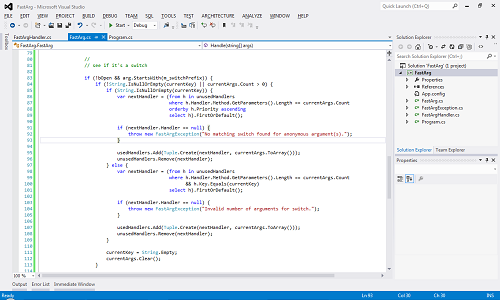 FastArg - Microsoft Visual Studio
Quick Launch (Ctrl+Q)
FILE EDIT VIEW PROJECT BUILD DEBUG TEAM SQL TOOLS TEST ARCHITECTURE ANALYZE WINDOW HELP
Start Debug
Toolbox
FastArgHandler.cs FastArg.cs Program.cs
FastArg.FastArg Handle(string[] args)
//
// see if it's a switch
if (!bOpen && arg.StartsWith(m_switchPrefix)) {
if (!String.IsNullOrEmpty(currentKey) || currentArgs.Count > 0) {
if (String.IsNullOrEmpty(currentKey)) {
var nextHandler = (from h in unusedHandlers
where h.Handler.Method.GetParameters().Length == currentArgs.Count
orderby h.Priority ascending
select h).FirstOrDefault();
if (nextHandler == null) {
throw new FastArgException("No matching switch found for anonymous argument(s).");
}
usedHandlers.Add(Tuple.Create(nextHandler, currentArgs.ToArray()));
unusedHandlers.Remove(nextHandler);
} else {
var nextHandler = (from h in unusedHandlers
where h.Handler.Method.GetParameters().Length == currentArgs.Count
&& h.Key.Equals(currentKey)
select h).FirstOrDefault();
if (nextHandler == null) {
throw new FastArgException("Invalid number of arguments for switch.");
}
usedHandlers.Add(Tuple.Create(nextHandler, currentArgs.ToArray()));
unusedHandlers.Remove(nextHandler);
}
currentKey = String.Empty;
currentArgs.Clear();
}
100 %
Solution Explorer
Solution 'FastArg' (1 project)
FastArg
Properties
References
App.config
FastArg.cs
FastArgException.cs
FastArgHandler.cs
Program.cs
Solution Explorer Team Explorer
Properties
Output Error List Immediate Window
Ready
Ln 93 Col 30 Ch 30 INS